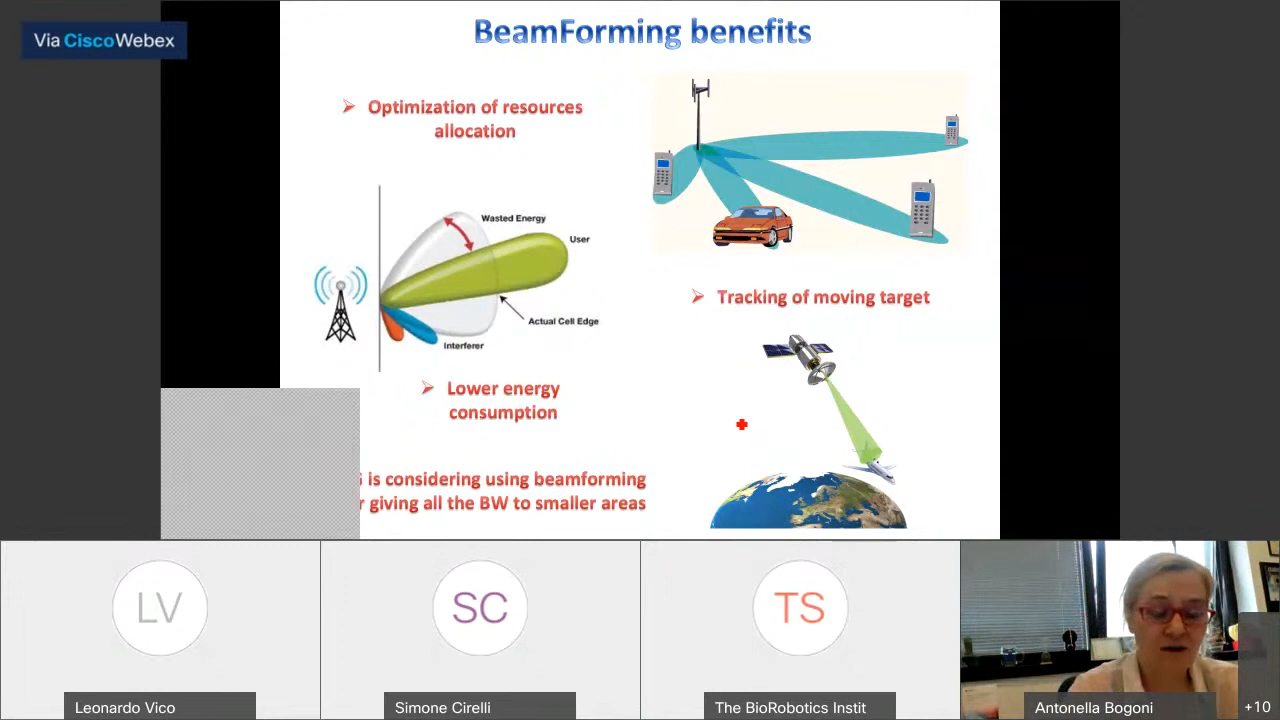 Via CiscoWebex
BeamForming benefits
Optimization of resources
allocation
Wasted Energy
User
Actual Cell Edge
Interferer
Tracking of moving target
Lower energy
consumption
is considering using beamforming
giving all the BW to smaller areas
LV
SC
TS
Leonardo Vico
Simone Cirelli
The BioRobotics Instit
Antonella Bogoni
+10